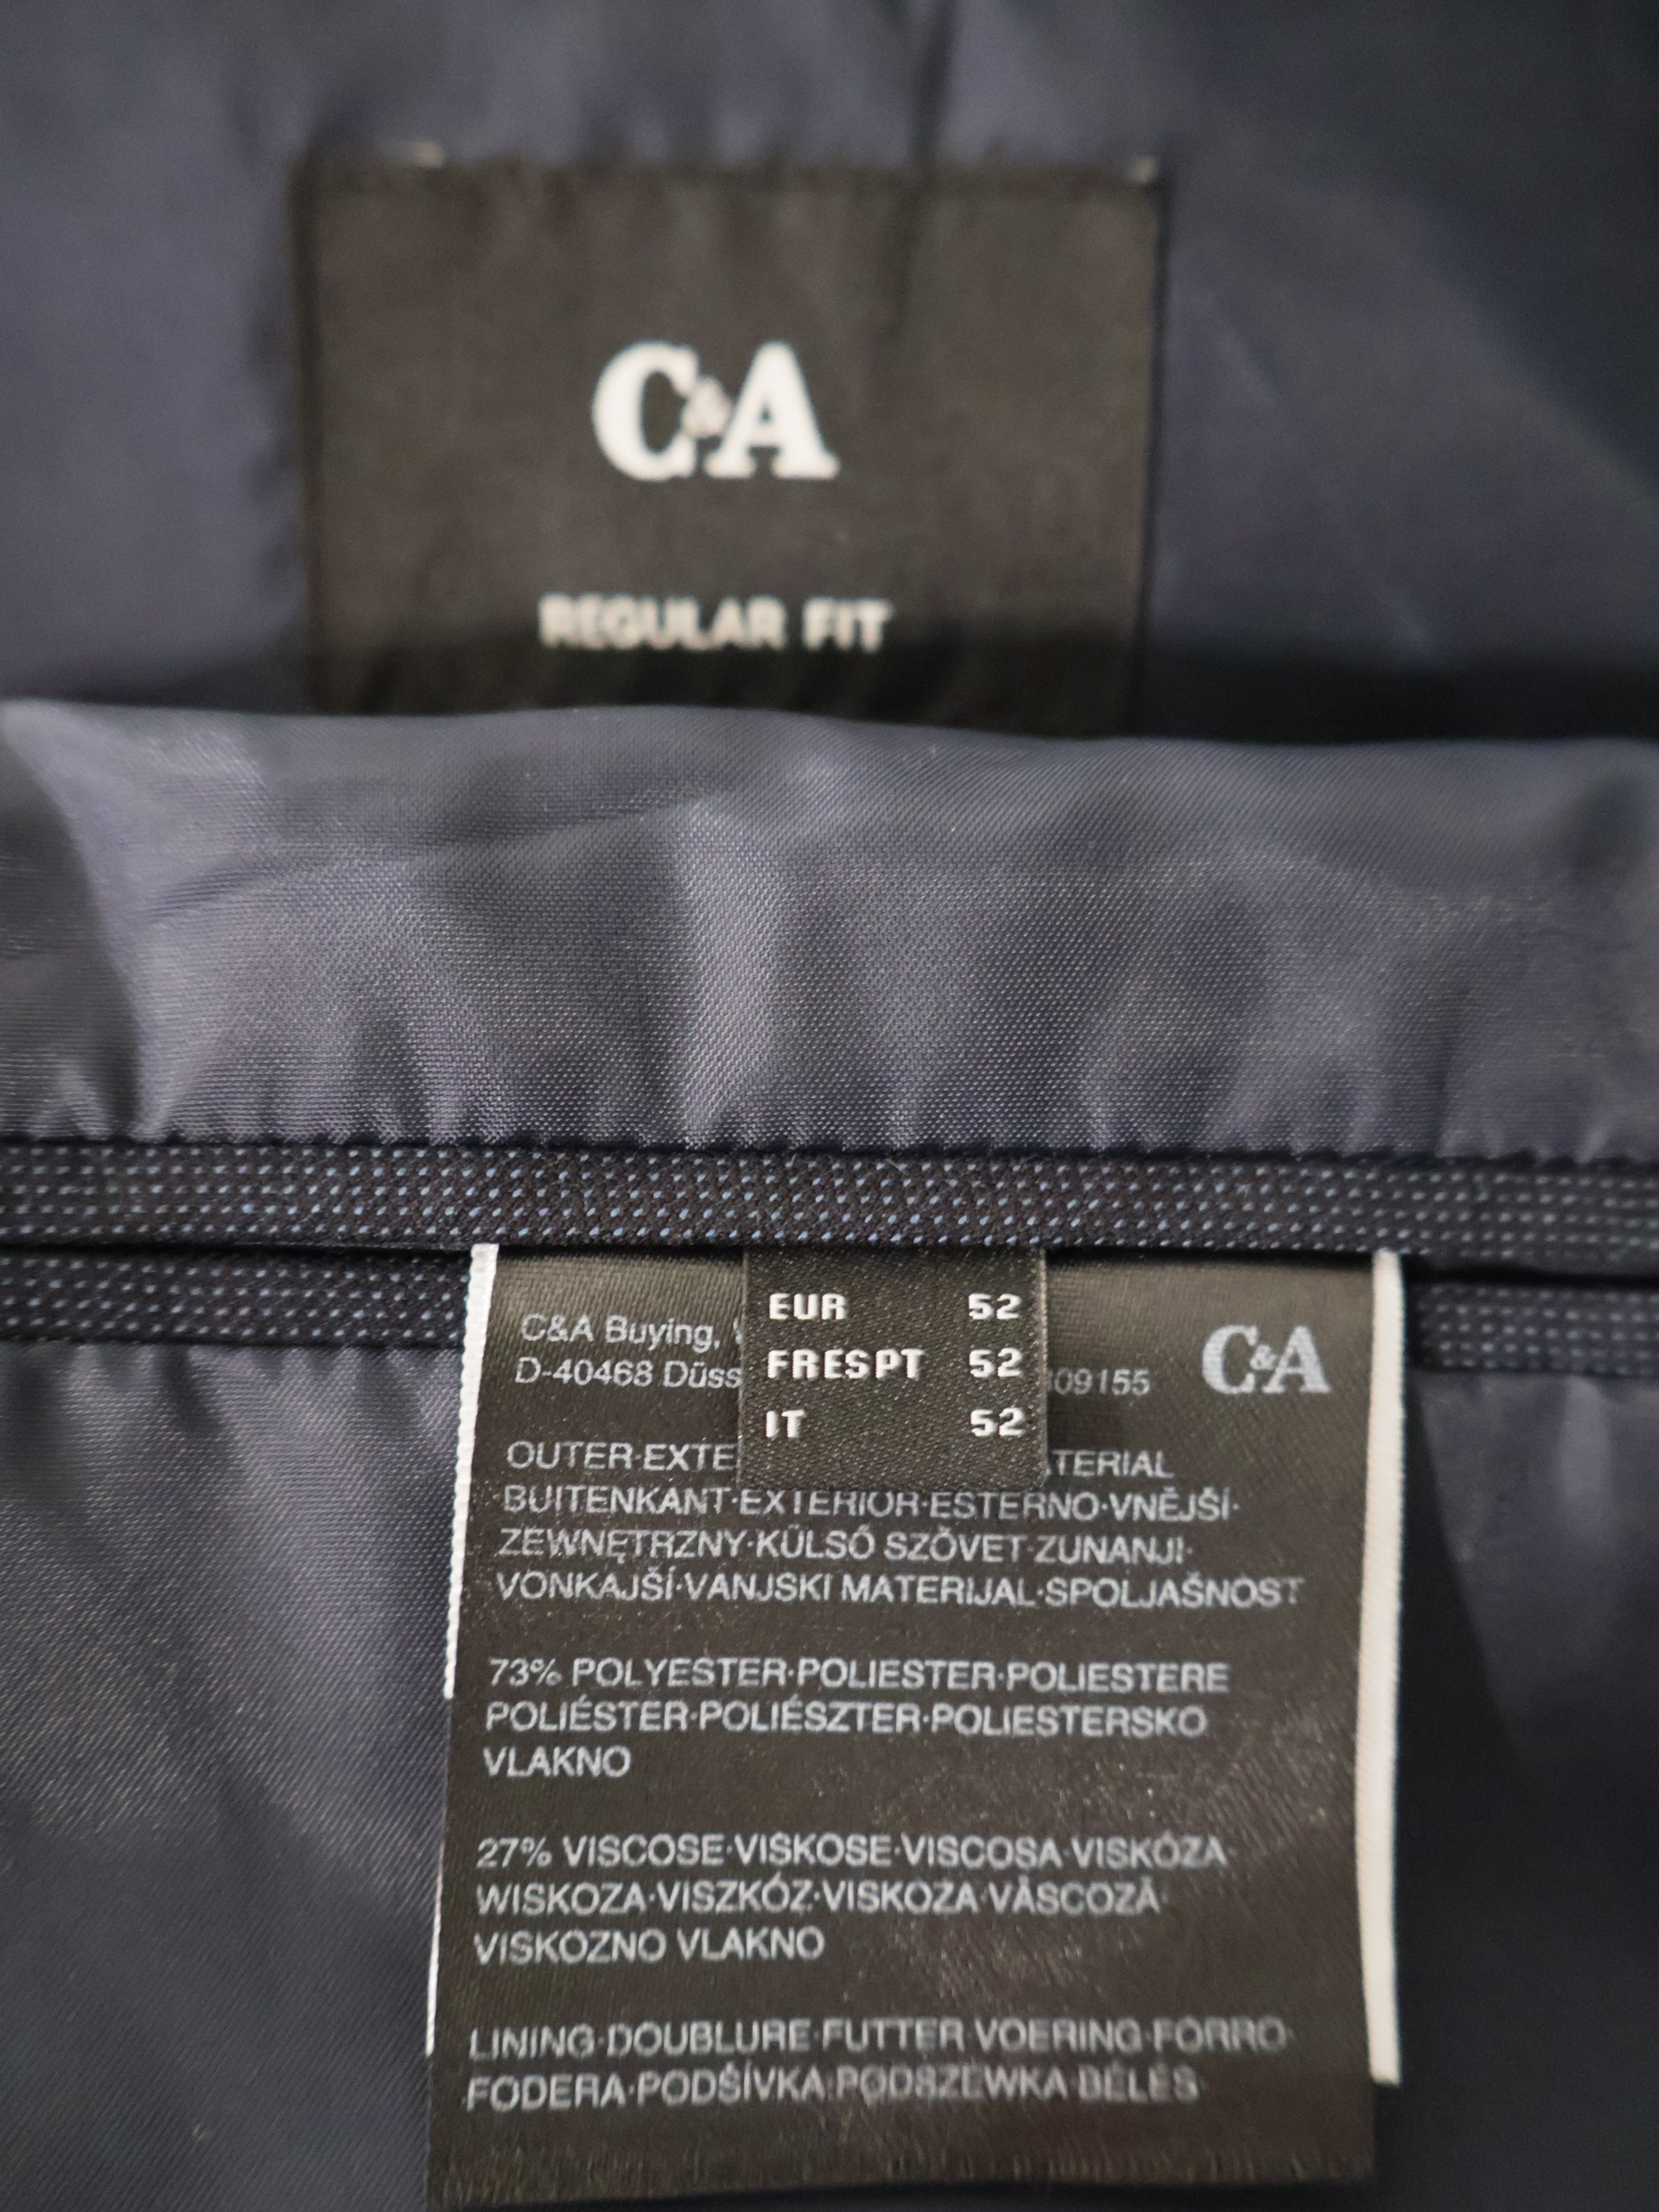 C&A
REGULAR FIT
EUR 52
FRESPT 52
IT 52
C&A Buying,
D-40468 Düss
09155
C&A
OUTER·EXTE
TERIAL
·BUITENKANT·EXTERIOR·ESTERNO·VNĚJŠÍ·
ZEWNĘTRZNY·KÜLSŐ SZÖVET·ZUNANJI·
VONKAJŠÍ·VANJSKI MATERIJAL·SPOLJAŠNOST
73% POLYESTER·POLIESTER·POLIESTERE
POLIÉSTER·POLIÉSZTER·POLIESTERSKO
VLAKNO
27% VISCOSE·VISKOSE·VISCOSA·VISKÓZA·
WISKOZA·VISZKÓZ·VISKOZA·VÂSCOZĂ·
VISKOZNO VLAKNO
LINING·DOUBLURE·FUTTER·VOERING·FORRO·
FODERA·PODŠÍVKA·PODSZEWKA·BÉLÉS·